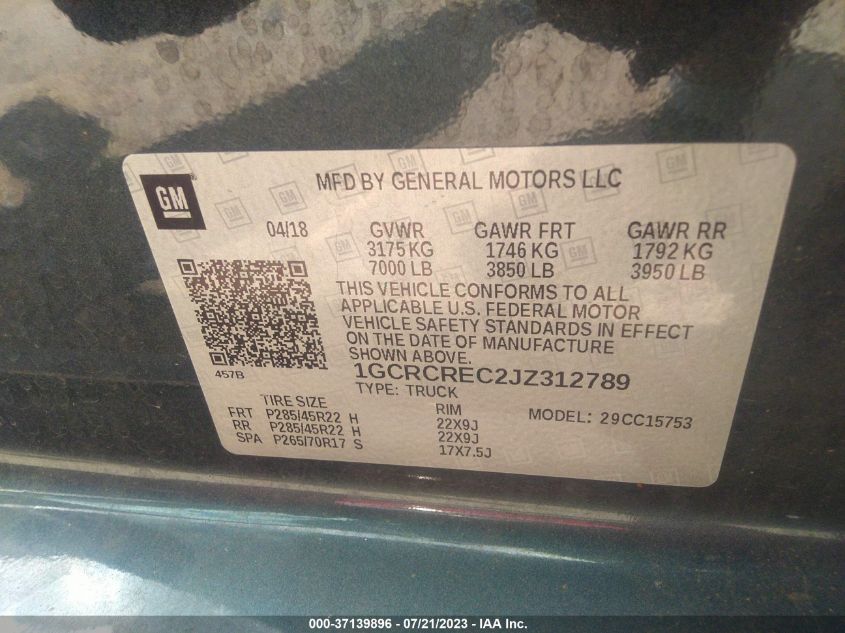 GM
MFD BY GENERAL MOTORS LLC
04/18 GVWR GAWR FRT GAWR RR
3175 KG 1746 KG 1792 KG
7000 LB 3850 LB 3950 LB
THIS VEHICLE CONFORMS TO ALL
APPLICABLE U.S. FEDERAL MOTOR
VEHICLE SAFETY STANDARDS IN EFFECT
ON THE DATE OF MANUFACTURE
SHOWN ABOVE.
457B
1GCRCREC2JZ312789
TYPE: TRUCK
TIRE SIZE RIM MODEL: 29CC15753
FRT P285/45R22 H 22X9J
RR P285/45R22 H 22X9J
SPA P265/70R17 S 17X7.5J
000-37139896 - 07/21/2023 - IAA Inc.